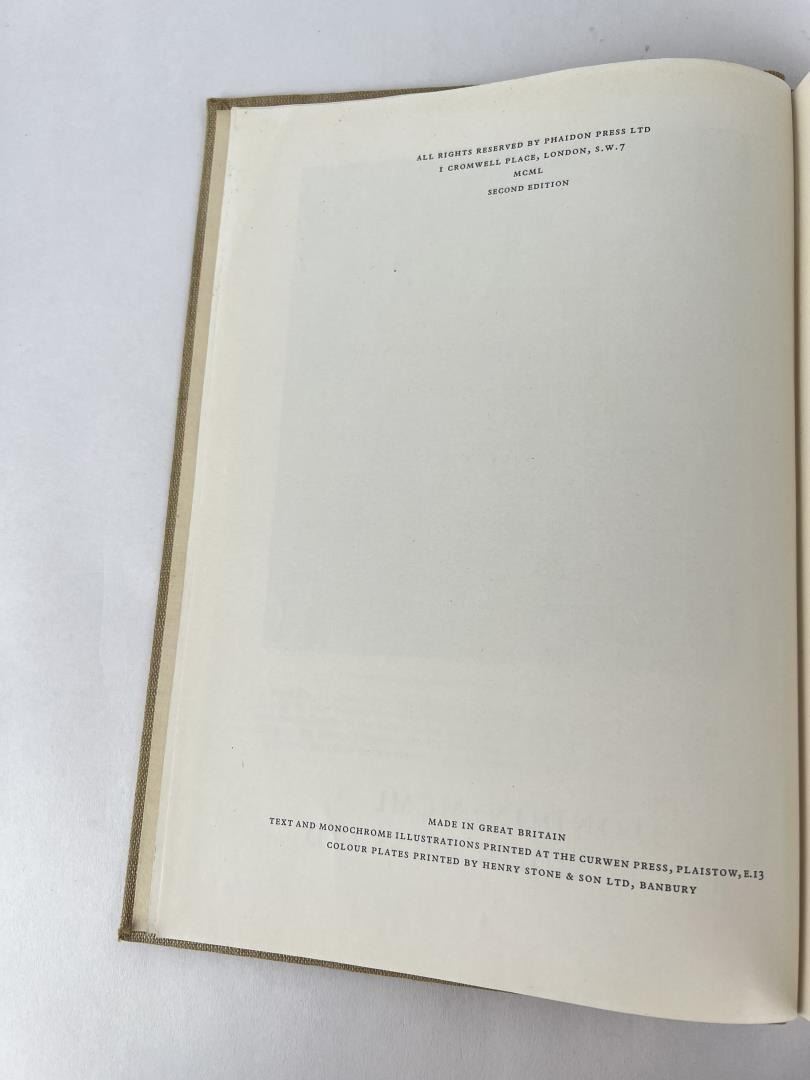 ALL RIGHTS RESERVED BY PHAIDON PRESS LTD
1 CROMWELL PLACE, LONDON, S.W.7
MCML
SECOND EDITION
MADE IN GREAT BRITAIN
TEXT AND MONOCHROME ILLUSTRATIONS PRINTED AT THE CURWEN PRESS, PLAISTOW, E.13
COLOUR PLATES PRINTED BY HENRY STONE & SON LTD, BANBURY